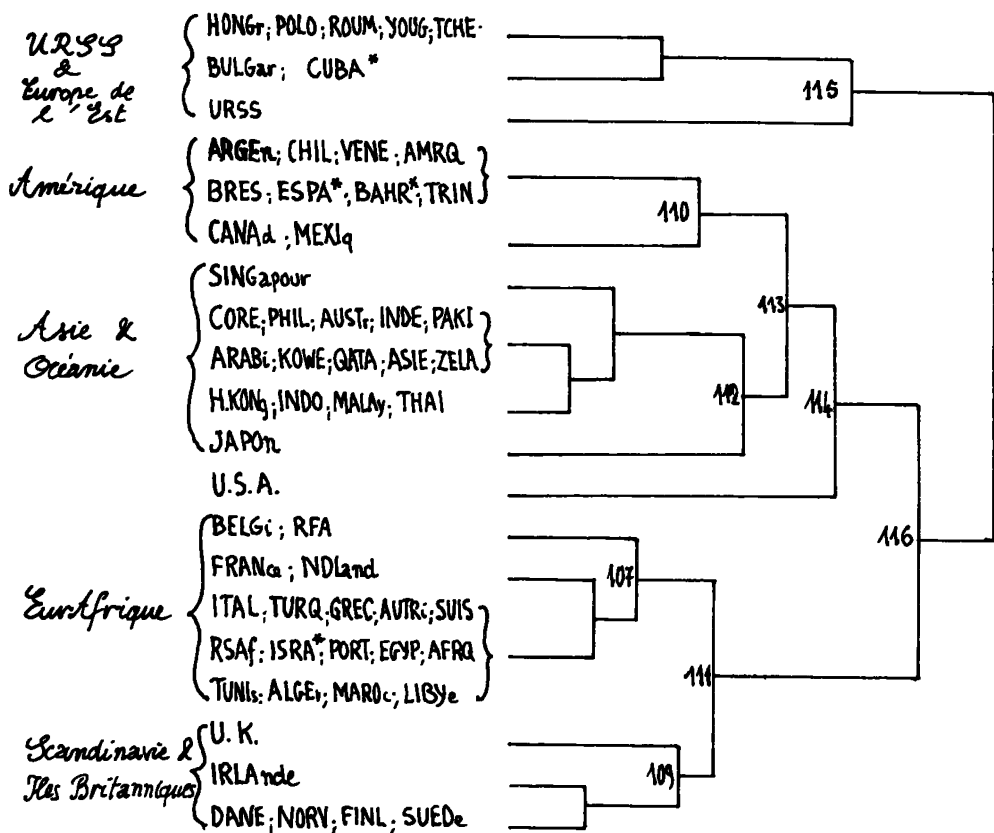 URSS
&
Europe de
l'Est
HONGr; POLO; ROUM; YOUG; TCHE.
BULGar; CUBA*
URSS
115
Amérique
ARGEn; CHIL; VENE; AMRQ
BRES; ESPA*; BAHR*; TRIN
CANAd; MEXIq
110
Asie &
Océanie
SINGapour
CORE; PHIL; AUSTr; INDE; PAKI
ARABi; KOWE; QATA; ASIE; ZELA
H.KONg; INDO; MALAy; THAI
JAPOn
113
112
114
U.S.A.
EurAfrique
BELGi; RFA
FRANce; NDLand
ITAL; TURQ; GREC; AUTRi; SUIS
RSAf; ISRA*; PORT; EGYP; AFRQ
TUNIs; ALGEr; MAROc; LIBYe
116
107
111
Scandinavie &
Iles Britanniques
U.K.
IRLAnde
DANE; NORV; FINL; SUEDe
109